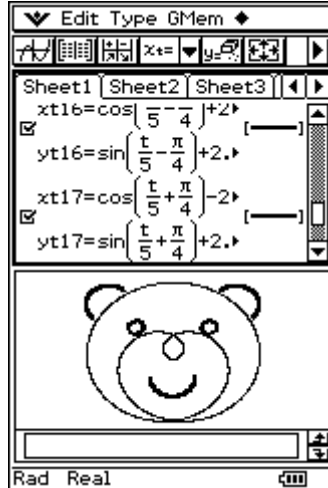 Edit Type GMem
xt= y=
Sheet1 Sheet2 Sheet3
xt16=cos(t/5-π/4)+2
yt16=sin(t/5-π/4)+2.
xt17=cos(t/5+π/4)-2
yt17=sin(t/5+π/4)+2.
Rad Real